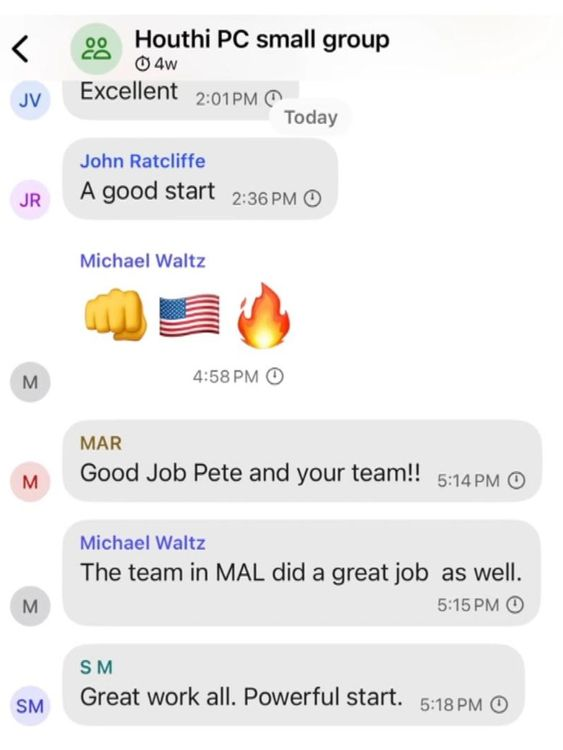 Houthi PC small group
4w
JV
Excellent 2:01 PM
Today
John Ratcliffe
JR
A good start 2:36 PM
Michael Waltz
M
4:58 PM
MAR
M
Good Job Pete and your team!! 5:14 PM
Michael Waltz
The team in MAL did a great job as well.
M
5:15 PM
S M
SM
Great work all. Powerful start. 5:18 PM